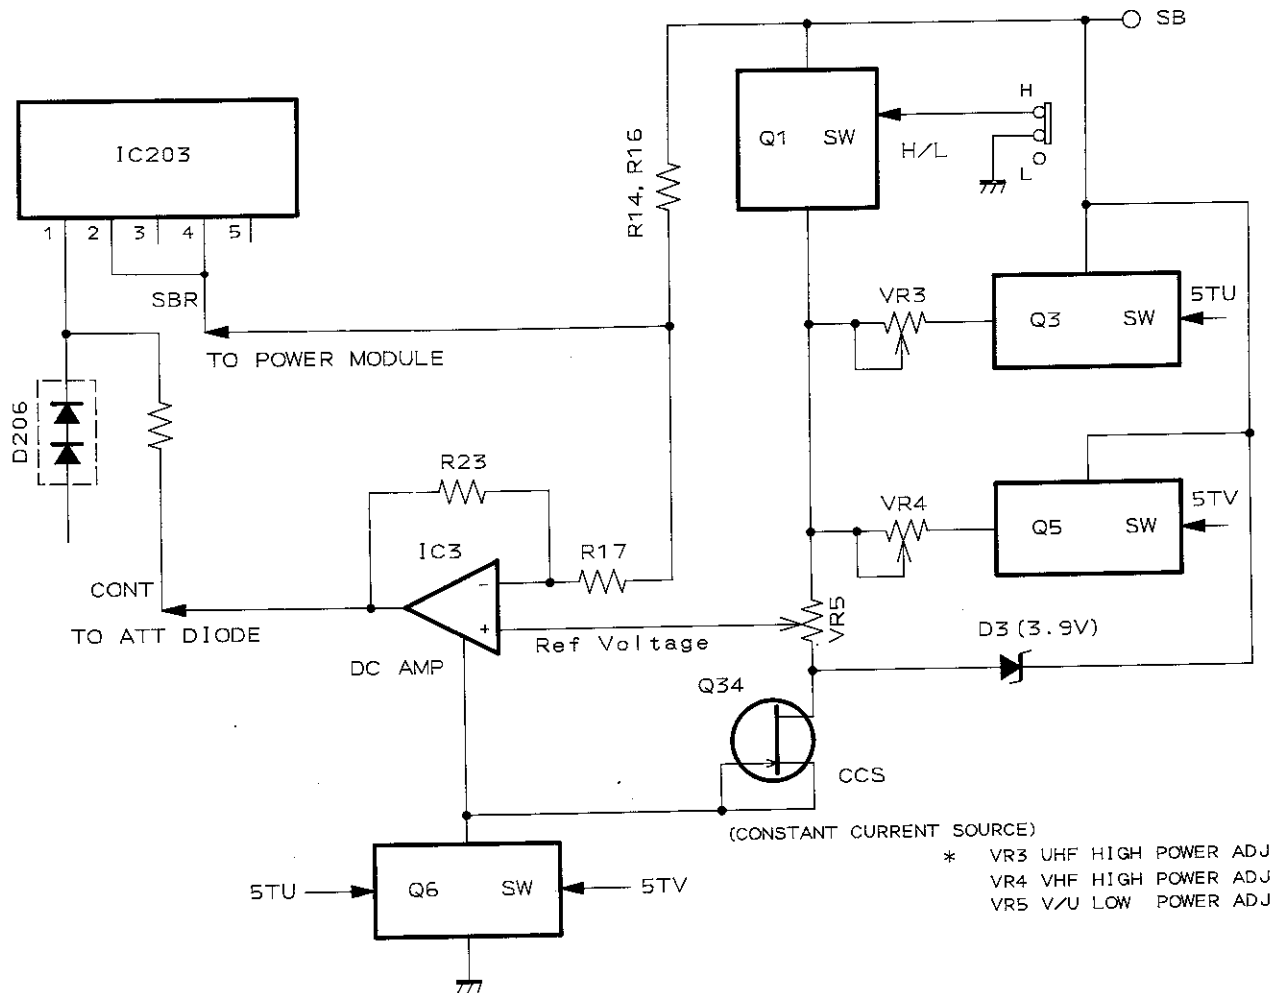 SB
H
IC203
Q1 SW
H/L
L
R14, R16
1 2 3 4 5
SBR
VR3
5TU
Q3 SW
TO POWER MODULE
D206
R23
VR4
5TV
Q5 SW
IC3
R17
-
CONT
+
Ref Voltage
VR5
D3 (3.9V)
TO ATT DIODE
DC AMP
Q34
CCS
(CONSTANT CURRENT SOURCE)
* VR3 UHF HIGH POWER ADJ
VR4 VHF HIGH POWER ADJ
VR5 V/U LOW POWER ADJ
5TU
Q6 SW
5TV